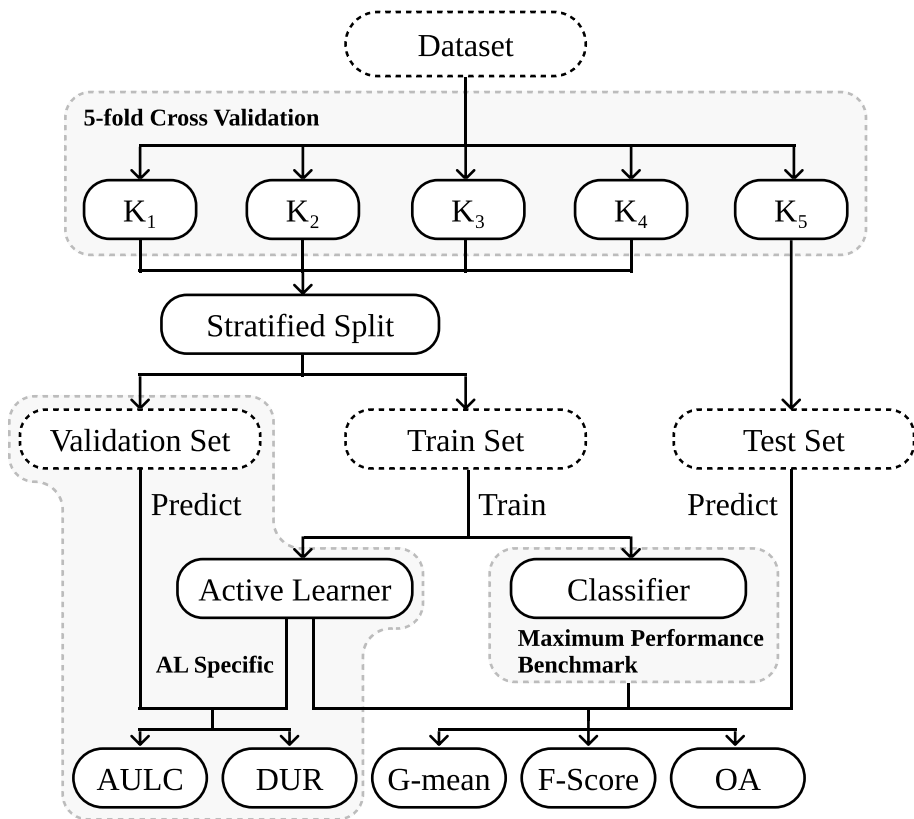 Dataset
5-fold Cross Validation
K1
K2
K3
K4
K5
Stratified Split
Validation Set
Train Set
Test Set
Predict
Train
Predict
Active Learner
Classifier
Maximum Performance
Benchmark
AL Specific
AULC
DUR
G-mean
F-Score
OA